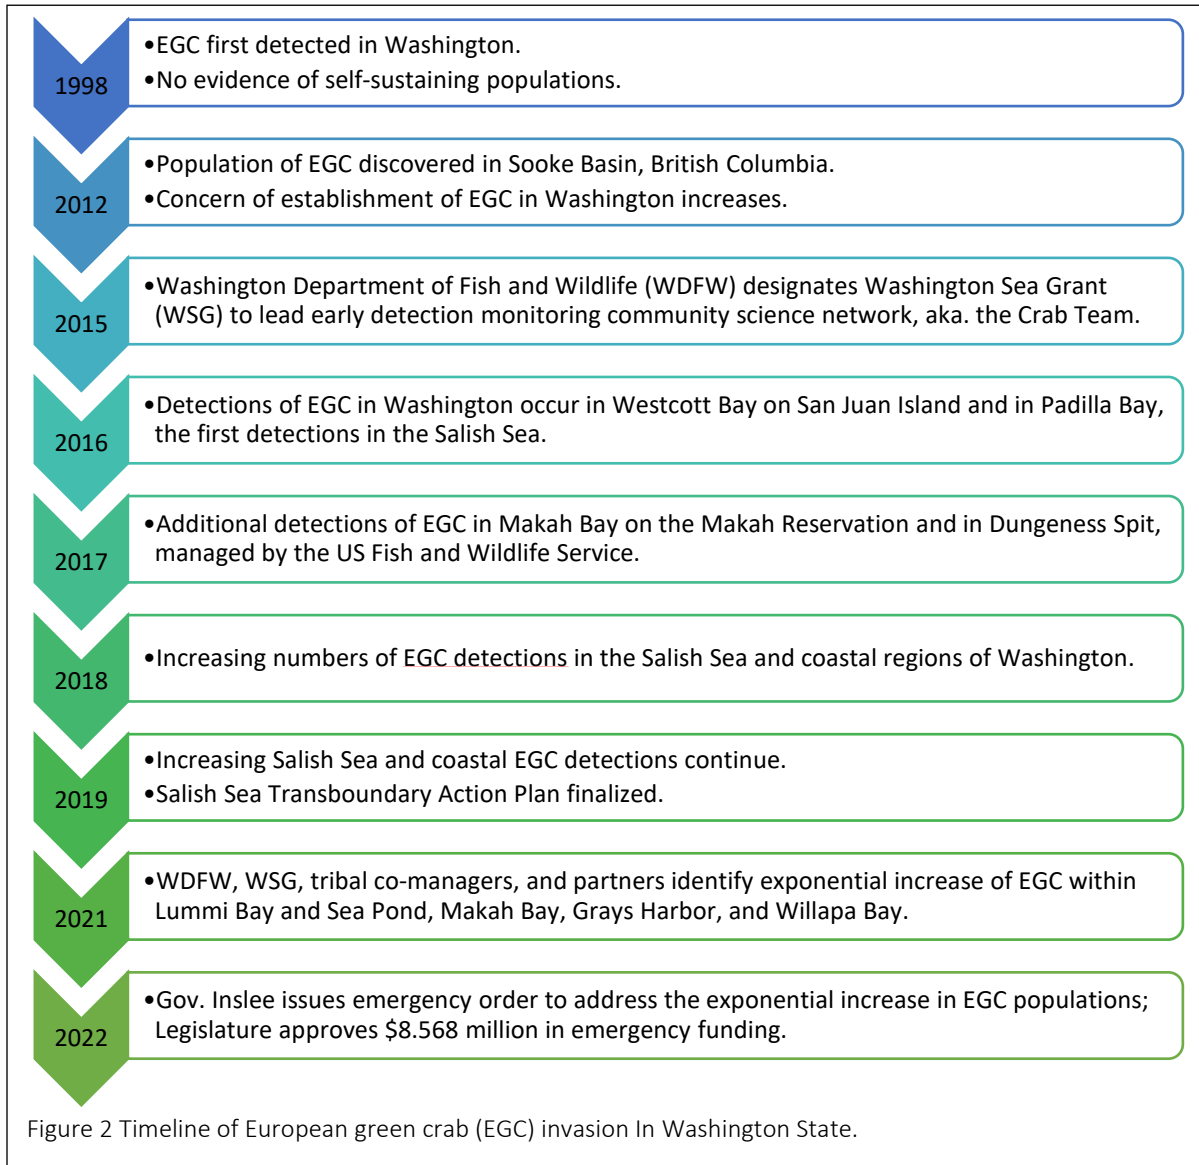 1998
•EGC first detected in Washington.
•No evidence of self-sustaining populations.
2012
•Population of EGC discovered in Sooke Basin, British Columbia.
•Concern of establishment of EGC in Washington increases.
2015
•Washington Department of Fish and Wildlife (WDFW) designates Washington Sea Grant
(WSG) to lead early detection monitoring community science network, aka. the Crab Team.
2016
•Detections of EGC in Washington occur in Westcott Bay on San Juan Island and in Padilla Bay,
the first detections in the Salish Sea.
2017
•Additional detections of EGC in Makah Bay on the Makah Reservation and in Dungeness Spit,
managed by the US Fish and Wildlife Service.
2018
•Increasing numbers of EGC detections in the Salish Sea and coastal regions of Washington.
2019
•Increasing Salish Sea and coastal EGC detections continue.
•Salish Sea Transboundary Action Plan finalized.
2021
•WDFW, WSG, tribal co-managers, and partners identify exponential increase of EGC within
Lummi Bay and Sea Pond, Makah Bay, Grays Harbor, and Willapa Bay.
2022
•Gov. Inslee issues emergency order to address the exponential increase in EGC populations;
Legislature approves $8.568 million in emergency funding.
Figure 2 Timeline of European green crab (EGC) invasion In Washington State.